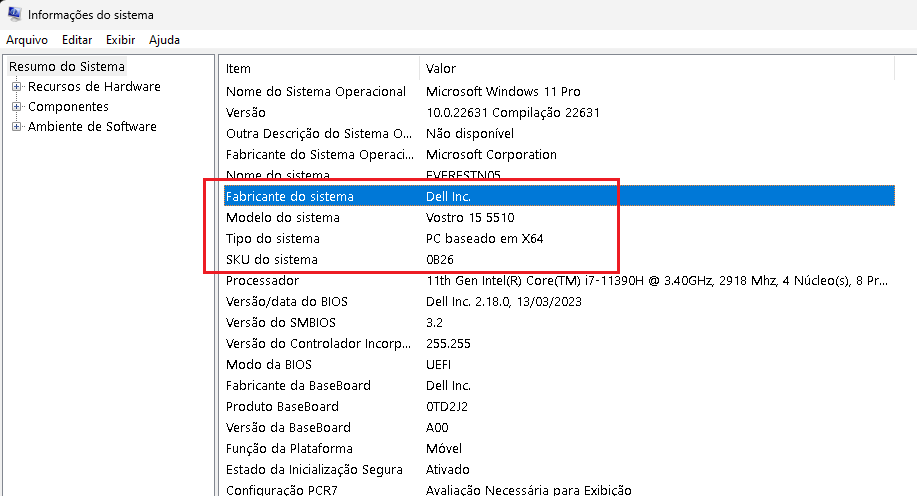 Informações do sistema
Arquivo Editar Exibir Ajuda
Resumo do Sistema
Recursos de Hardware
Componentes
Ambiente de Software
Item Valor
Nome do Sistema Operacional Microsoft Windows 11 Pro
Versão 10.0.22631 Compilação 22631
Outra Descrição do Sistema O... Não disponível
Fabricante do Sistema Operaci... Microsoft Corporation
Nome do sistema EVERESTN05
Fabricante do sistema Dell Inc.
Modelo do sistema Vostro 15 5510
Tipo do sistema PC baseado em X64
SKU do sistema 0B26
Processador 11th Gen Intel(R) Core(TM) i7-11390H @ 3.40GHz, 2918 Mhz, 4 Núcleo(s), 8 Pr...
Versão/data do BIOS Dell Inc. 2.18.0, 13/03/2023
Versão do SMBIOS 3.2
Versão do Controlador Incorp... 255.255
Modo da BIOS UEFI
Fabricante da BaseBoard Dell Inc.
Produto BaseBoard 0TD2J2
Versão da BaseBoard A00
Função da Plataforma Móvel
Estado da Inicialização Segura Ativado
Configuração PCR7 Avaliação Necessária para Exibição